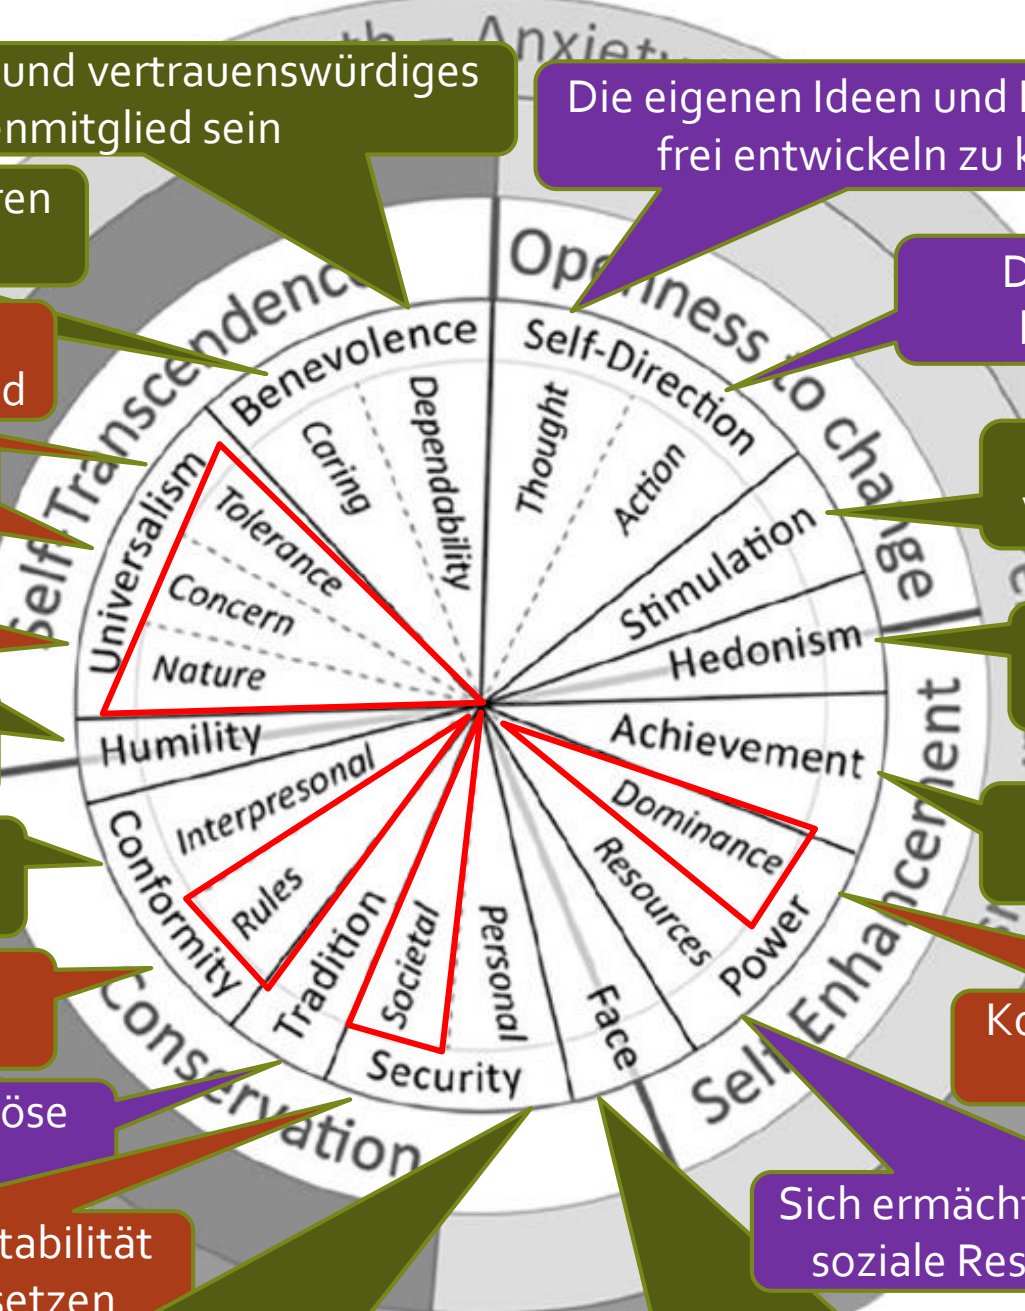 – Anxiety
und vertrauenswürdiges
nmitglied sein
Die eigenen Ideen und
frei entwickeln zu
ren
D
d
Self-Transcendence
Openness to change
Benevolence
Self-Direction
Dependability
Caring
Thought
Action
Universalism
Tolerance
Concern
Nature
Stimulation
Hedonism
Humility
Achievement
Interpresonal
Dominance
Conformity
Rules
Resources
Power
Tradition
Societal
Personal
Face
Security
Conservation
Self-Enhancement
Ko
öse
Sich ermächt
soziale Res
tabilität
setzen